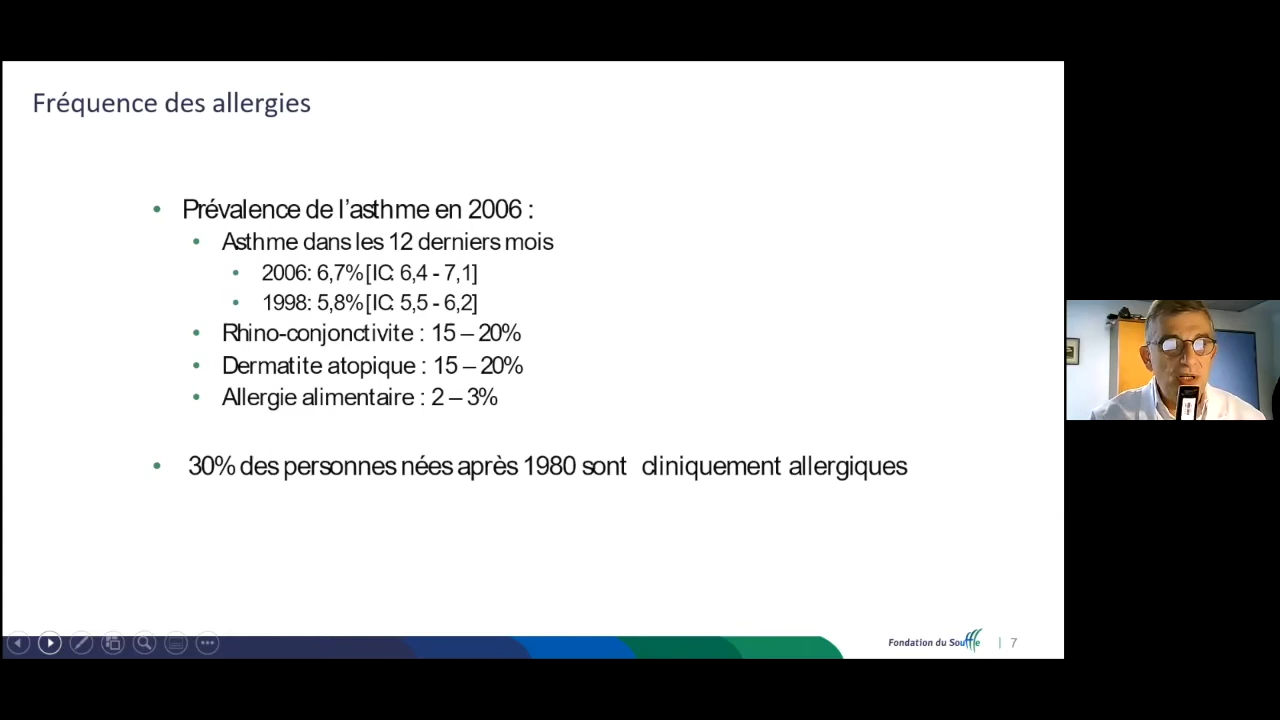 Fréquence des allergies
Prévalence de l'asthme en 2006 :
Asthme dans les 12 derniers mois
2006: 6,7% [IC: 6,4 - 7,1]
1998: 5,8% [IC: 5,5 - 6,2]
Rhino-conjonctivite : 15 – 20%
Dermatite atopique : 15 – 20%
Allergie alimentaire : 2 – 3%
30% des personnes nées après 1980 sont cliniquement allergiques
Fondation du Souffle | 7